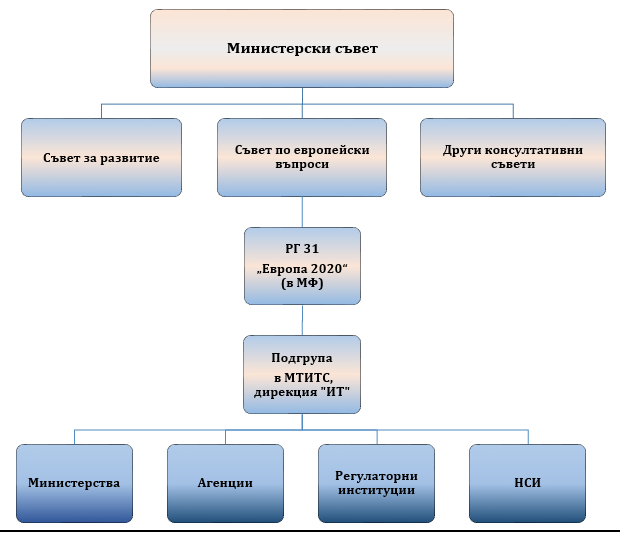 Министерски съвет
Съвет за развитие
Съвет по европейски
въпроси
Други консултативни
съвети
РГ 31
„Европа 2020“
(в МФ)
Подгрупа
в МТИТС,
дирекция "ИТ"
Министерства
Агенции
Регулаторни
институции
НСИ